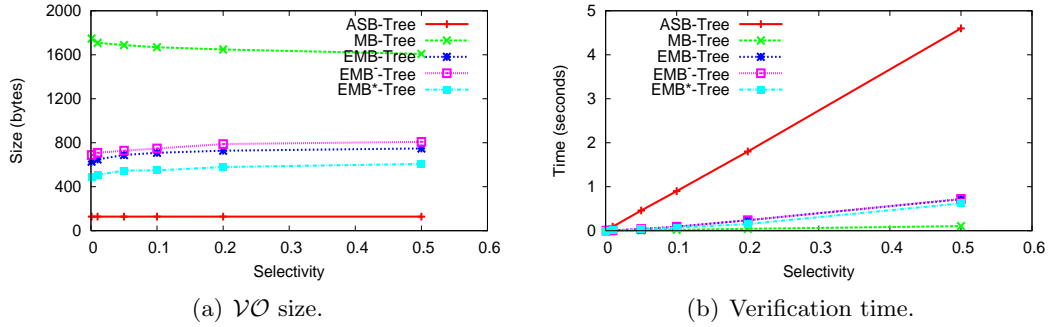 2000
1600
1200
800
400
0
Size (bytes)
ASB-Tree
MB-Tree
EMB-Tree
EMB⁻-Tree
EMB*-Tree
0 0.1 0.2 0.3 0.4 0.5 0.6
Selectivity
(a) VO size.
5
4
3
2
1
0
Time (seconds)
ASB-Tree
MB-Tree
EMB-Tree
EMB⁻-Tree
EMB*-Tree
0 0.1 0.2 0.3 0.4 0.5 0.6
Selectivity
(b) Verification time.